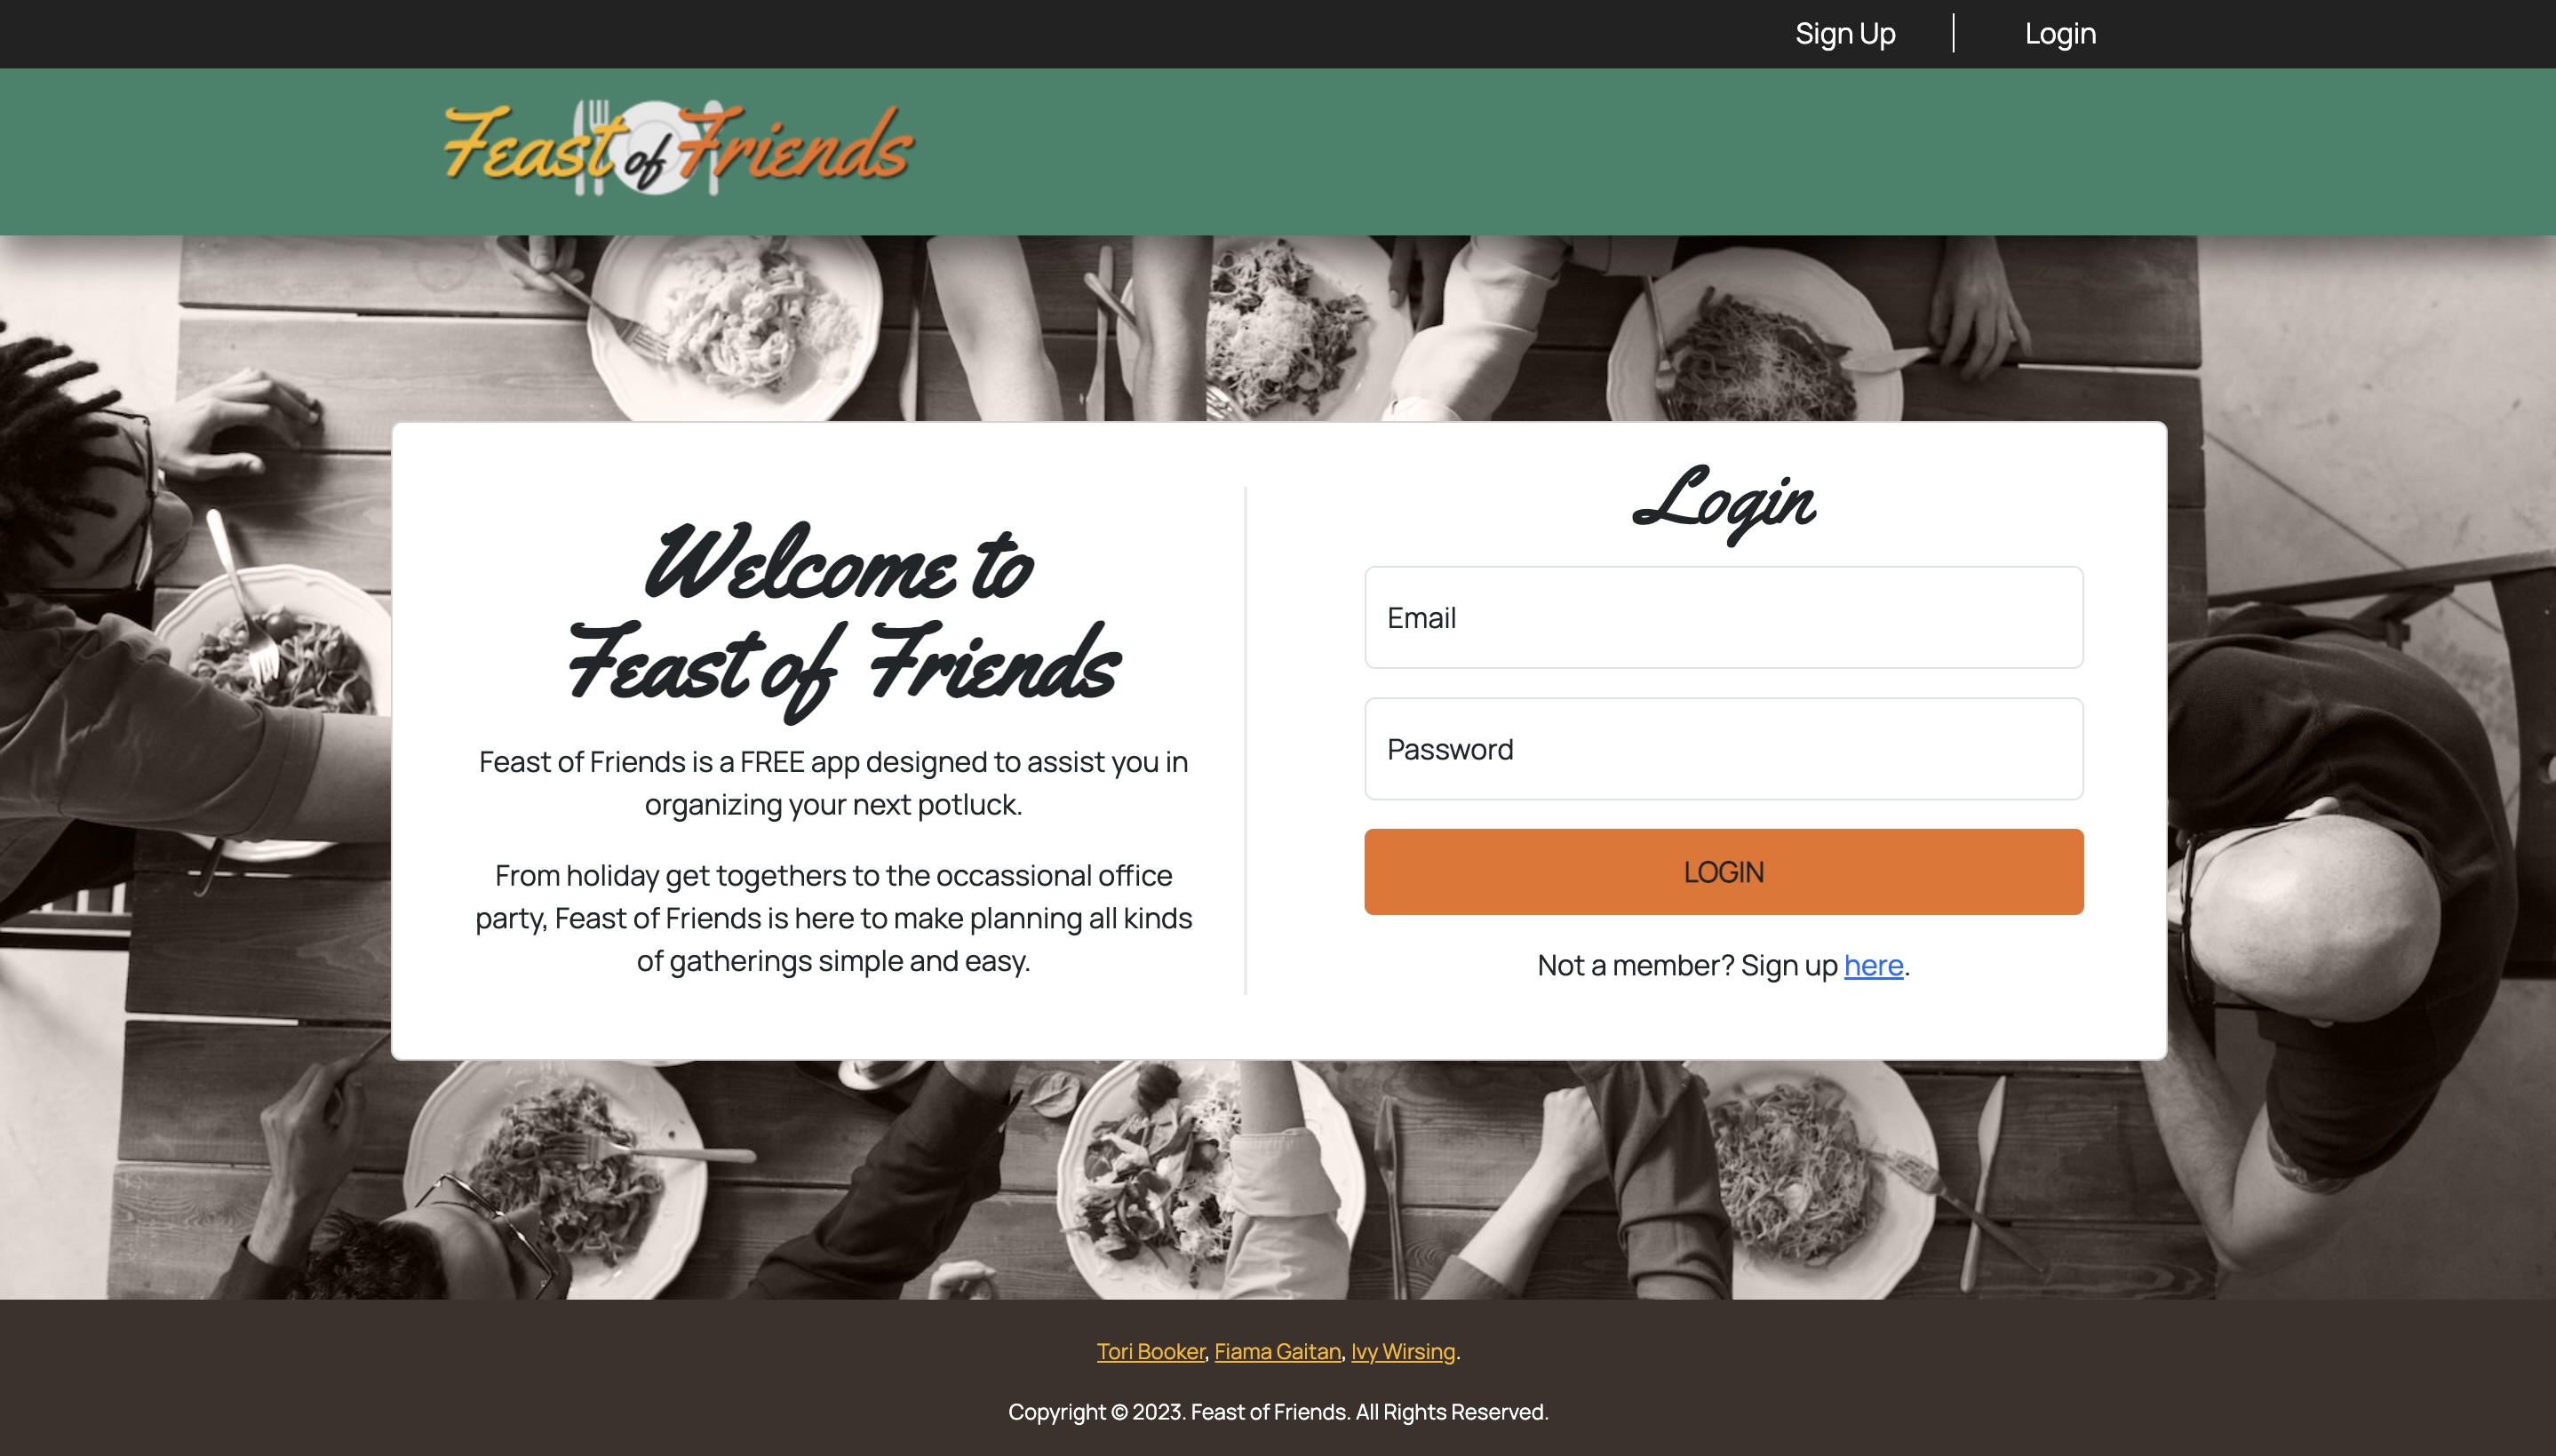 Sign Up
Login
Feast of Friends
Welcome to
Feast of Friends
Feast of Friends is a FREE app designed to assist you in
organizing your next potluck.
From holiday get togethers to the occassional office
party, Feast of Friends is here to make planning all kinds
of gatherings simple and easy.
Login
Email
Password
LOGIN
Not a member? Sign up here.
Tori Booker, Fiama Gaitan, Ivy Wirsing.
Copyright © 2023. Feast of Friends. All Rights Reserved.